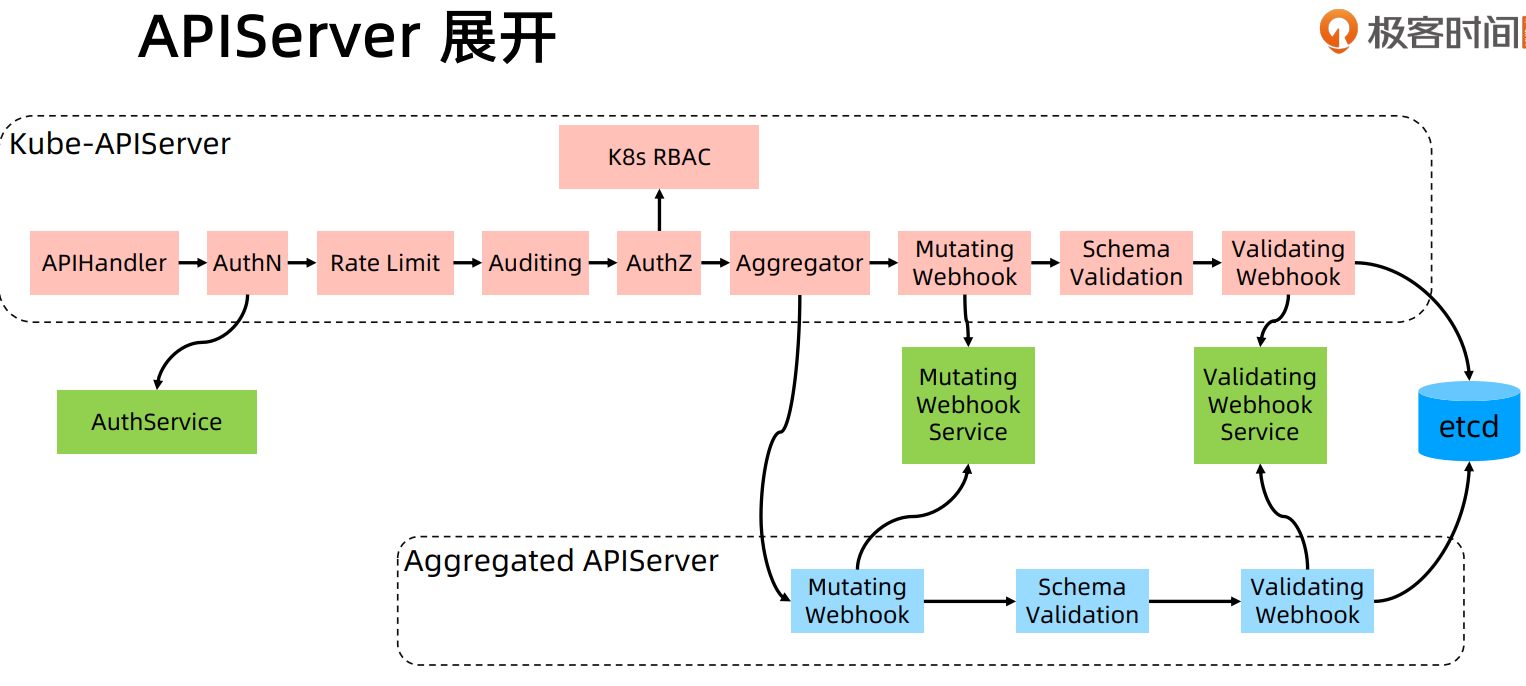 APIServer 展开
极客时间
Kube-APIServer
K8s RBAC
APIHandler
AuthN
Rate Limit
Auditing
AuthZ
Aggregator
Mutating
Webhook
Schema
Validation
Validating
Webhook
AuthService
Mutating
Webhook
Service
Validating
Webhook
Service
etcd
Aggregated APIServer
Mutating
Webhook
Schema
Validation
Validating
Webhook